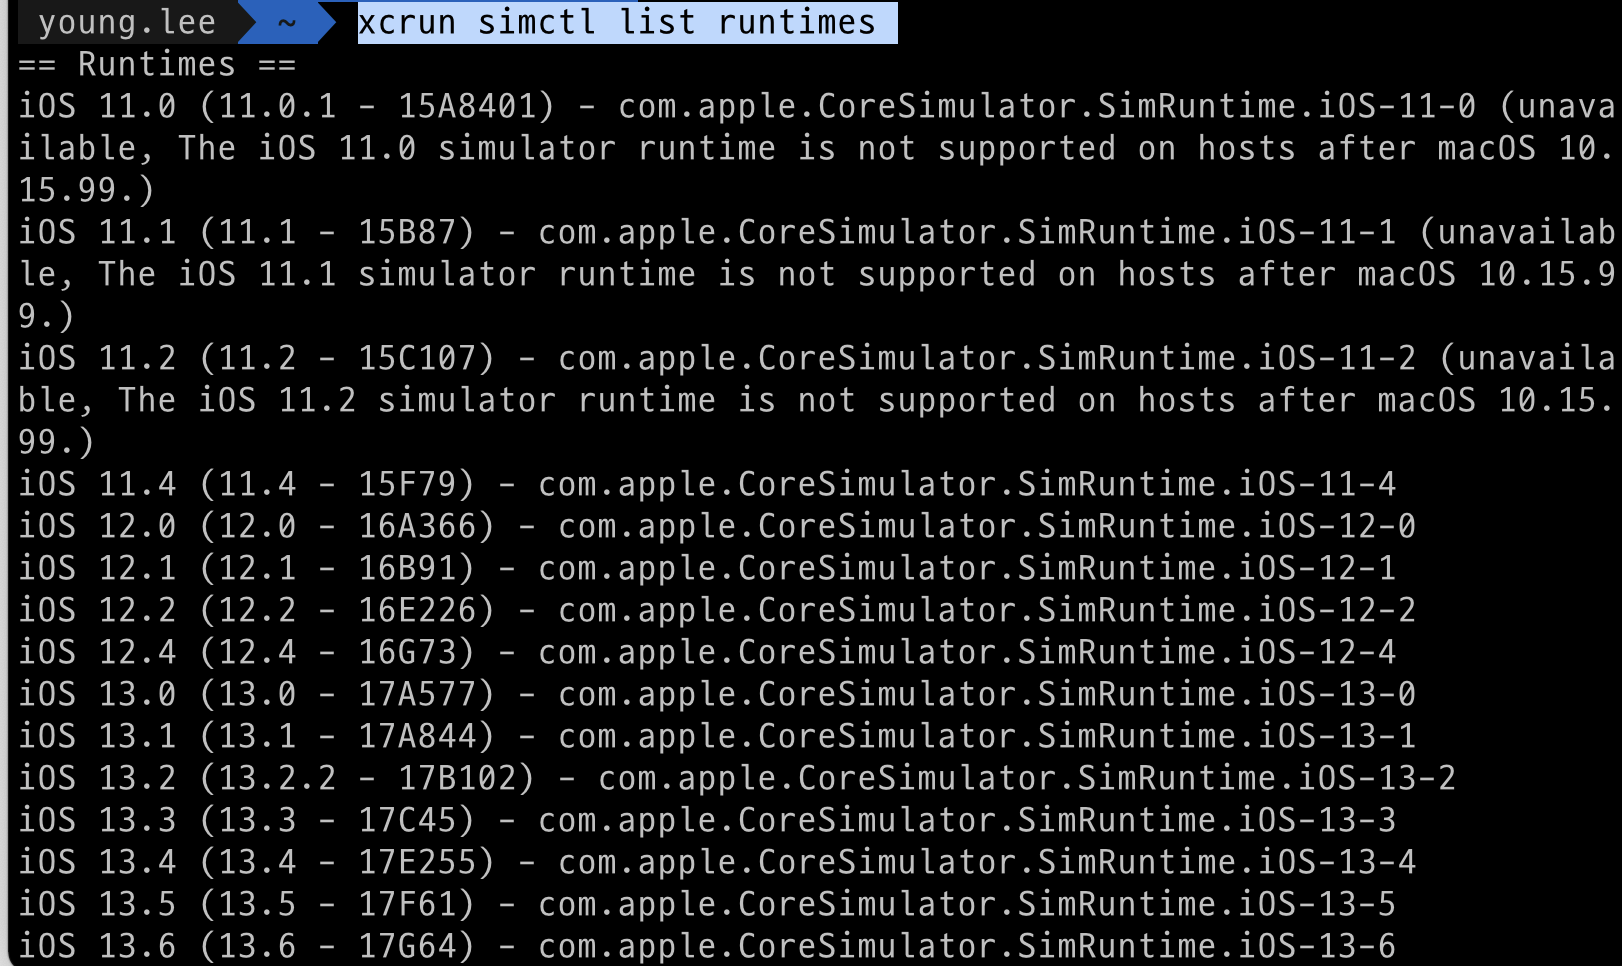 young.lee ~ xcrun simctl list runtimes
== Runtimes ==
iOS 11.0 (11.0.1 - 15A8401) - com.apple.CoreSimulator.SimRuntime.iOS-11-0 (unava
ilable, The iOS 11.0 simulator runtime is not supported on hosts after macOS 10.
15.99.)
iOS 11.1 (11.1 - 15B87) - com.apple.CoreSimulator.SimRuntime.iOS-11-1 (unavailab
le, The iOS 11.1 simulator runtime is not supported on hosts after macOS 10.15.9
9.)
iOS 11.2 (11.2 - 15C107) - com.apple.CoreSimulator.SimRuntime.iOS-11-2 (unavaila
ble, The iOS 11.2 simulator runtime is not supported on hosts after macOS 10.15.
99.)
iOS 11.4 (11.4 - 15F79) - com.apple.CoreSimulator.SimRuntime.iOS-11-4
iOS 12.0 (12.0 - 16A366) - com.apple.CoreSimulator.SimRuntime.iOS-12-0
iOS 12.1 (12.1 - 16B91) - com.apple.CoreSimulator.SimRuntime.iOS-12-1
iOS 12.2 (12.2 - 16E226) - com.apple.CoreSimulator.SimRuntime.iOS-12-2
iOS 12.4 (12.4 - 16G73) - com.apple.CoreSimulator.SimRuntime.iOS-12-4
iOS 13.0 (13.0 - 17A577) - com.apple.CoreSimulator.SimRuntime.iOS-13-0
iOS 13.1 (13.1 - 17A844) - com.apple.CoreSimulator.SimRuntime.iOS-13-1
iOS 13.2 (13.2.2 - 17B102) - com.apple.CoreSimulator.SimRuntime.iOS-13-2
iOS 13.3 (13.3 - 17C45) - com.apple.CoreSimulator.SimRuntime.iOS-13-3
iOS 13.4 (13.4 - 17E255) - com.apple.CoreSimulator.SimRuntime.iOS-13-4
iOS 13.5 (13.5 - 17F61) - com.apple.CoreSimulator.SimRuntime.iOS-13-5
iOS 13.6 (13.6 - 17G64) - com.apple.CoreSimulator.SimRuntime.iOS-13-6